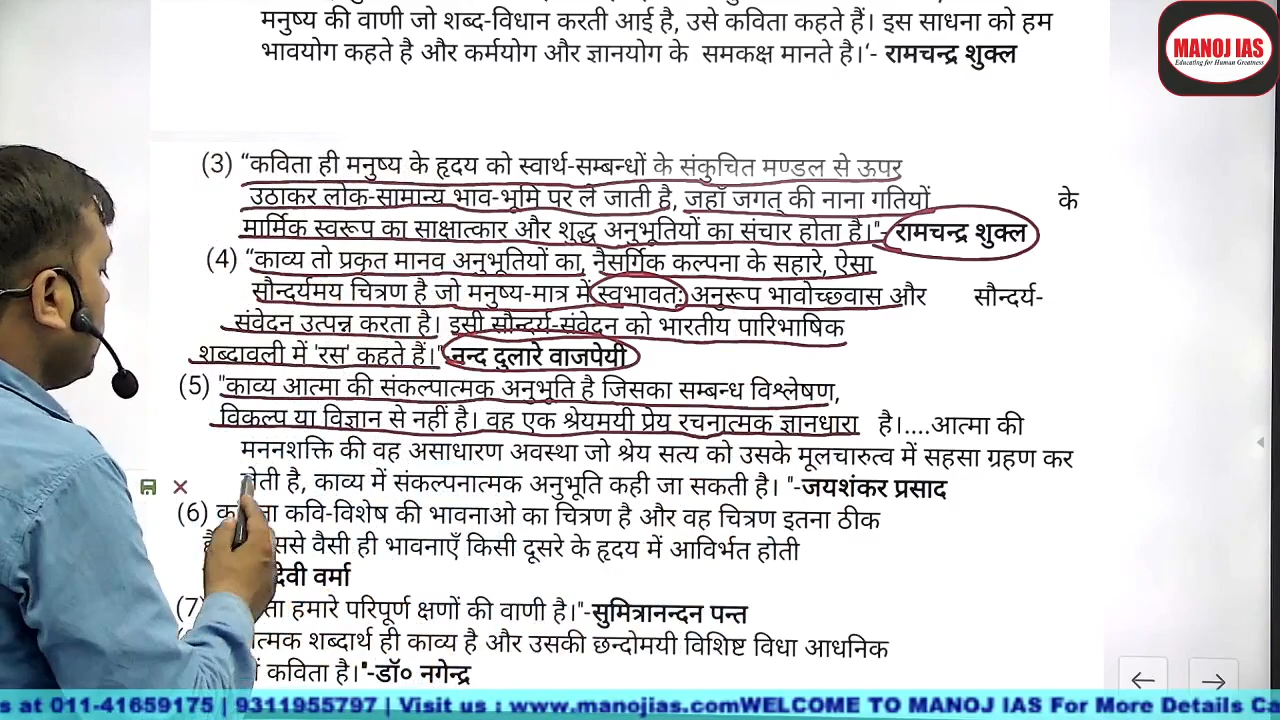 मनुष्य की वाणी जो शब्द-विधान करती आई है, उसे कविता कहते हैं। इस साधना को हम
भावयोग कहते है और कर्मयोग और ज्ञानयोग के समकक्ष मानते है।‘- रामचन्द्र शुक्ल
MANOJ IAS
Educating for Human Greatness
(3) “कविता ही मनुष्य के हृदय को स्वार्थ-सम्बन्धों के संकुचित मण्डल से ऊपर
उठाकर लोक-सामान्य भाव-भूमि पर ले जाती है, जहाँ जगत् की नाना गतियों के
मार्मिक स्वरूप का साक्षात्कार और शुद्ध अनुभूतियों का संचार होता है।"- रामचन्द्र शुक्ल
(4) “काव्य तो प्रकृत मानव अनुभूतियों का, नैसर्गिक कल्पना के सहारे, ऐसा
सौन्दर्यमय चित्रण है जो मनुष्य-मात्र में स्वभावतः अनुरूप भावोच्छ्वास और सौन्दर्य-
संवेदन उत्पन्न करता है। इसी सौन्दर्य-संवेदन को भारतीय पारिभाषिक
शब्दावली में 'रस' कहते हैं।" नन्द दुलारे वाजपेयी
(5) "काव्य आत्मा की संकल्पात्मक अनुभूति है जिसका सम्बन्ध विश्लेषण,
विकल्प या विज्ञान से नहीं है। वह एक श्रेयमयी प्रेय रचनात्मक ज्ञानधारा है।....आत्मा की
मननशक्ति की वह असाधारण अवस्था जो श्रेय सत्य को उसके मूलचारुत्व में सहसा ग्रहण कर
लेती है, काव्य में संकल्पनात्मक अनुभूति कही जा सकती है। "-जयशंकर प्रसाद
(6) कवि-विशेष की भावनाओ का चित्रण है और वह चित्रण इतना ठीक
वैसी ही भावनाएँ किसी दूसरे के हृदय में आविर्भत होती
देवी वर्मा
(7) हमारे परिपूर्ण क्षणों की वाणी है।"-सुमित्रानन्दन पन्त
शब्दार्थ ही काव्य है और उसकी छन्दोमयी विशिष्ट विधा आधनिक
कविता है।"-डॉ० नगेन्द्र
s at 011-41659175 | 9311955797 | Visit us : www.manojias.comWELCOME TO MANOJ IAS For More Details Ca